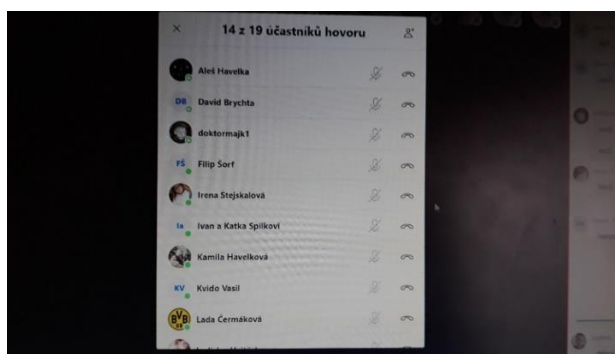 14 z 19 účastníků hovoru
Aleš Havelka
DB David Brychta
doktormajk1
FŠ Filip Šorf
Irena Stejskalová
Ia Ivan a Katka Spilkovi
Kamila Havelková
KV Kvido Vasil
BVB 09 Lada Čermáková